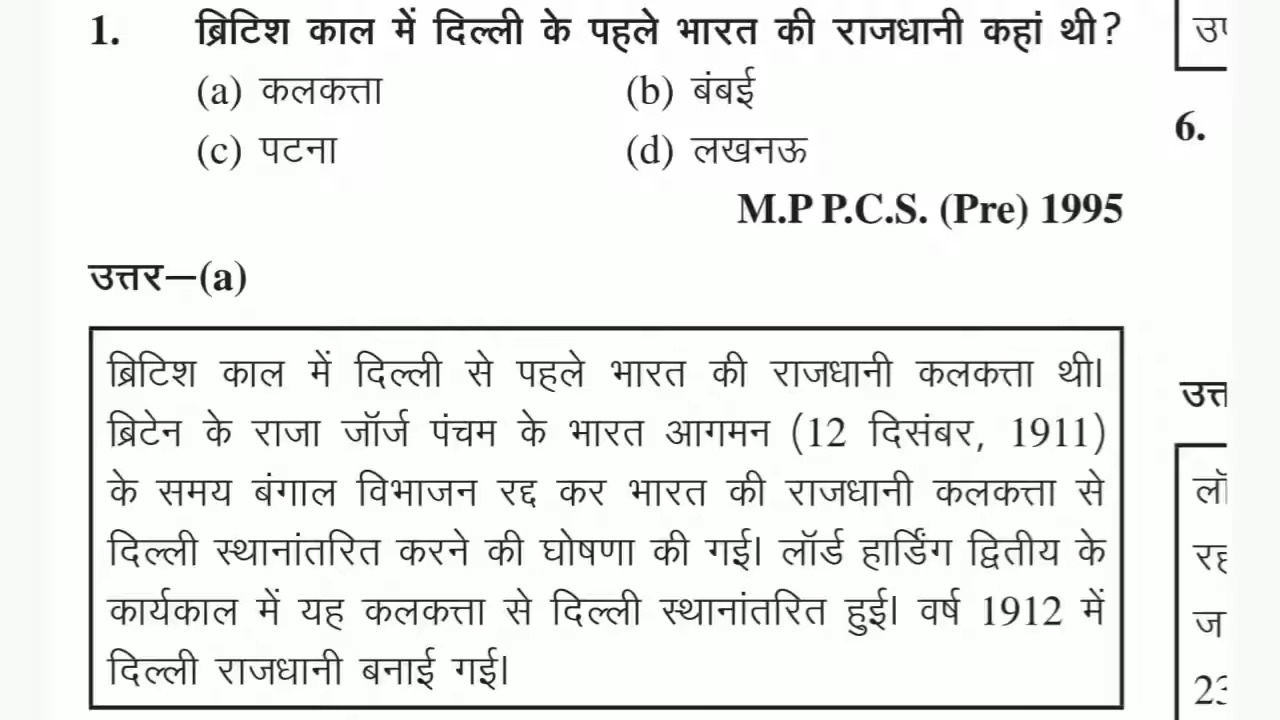 1. ब्रिटिश काल में दिल्ली के पहले भारत की राजधानी कहां थी?
(a) कलकत्ता (b) बंबई
(c) पटना (d) लखनऊ
M.P P.C.S. (Pre) 1995
उत्तर—(a)
ब्रिटिश काल में दिल्ली से पहले भारत की राजधानी कलकत्ता थी।
ब्रिटेन के राजा जॉर्ज पंचम के भारत आगमन (12 दिसंबर, 1911)
के समय बंगाल विभाजन रद्द कर भारत की राजधानी कलकत्ता से
दिल्ली स्थानांतरित करने की घोषणा की गई। लॉर्ड हार्डिंग द्वितीय के
कार्यकाल में यह कलकत्ता से दिल्ली स्थानांतरित हुई। वर्ष 1912 में
दिल्ली राजधानी बनाई गई।
6.